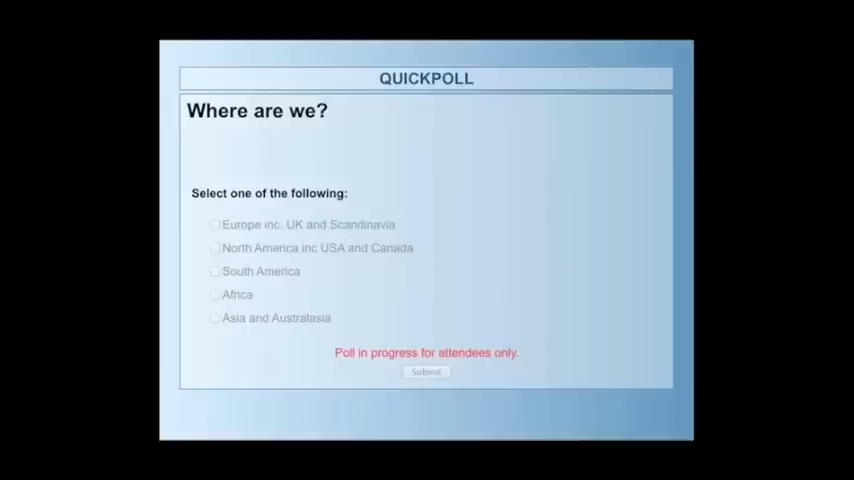 QUICKPOLL
Where are we?
Select one of the following:
Europe inc. UK and Scandinavia
North America inc USA and Canada
South America
Africa
Asia and Australasia
Poll in progress for attendees only.
Submit